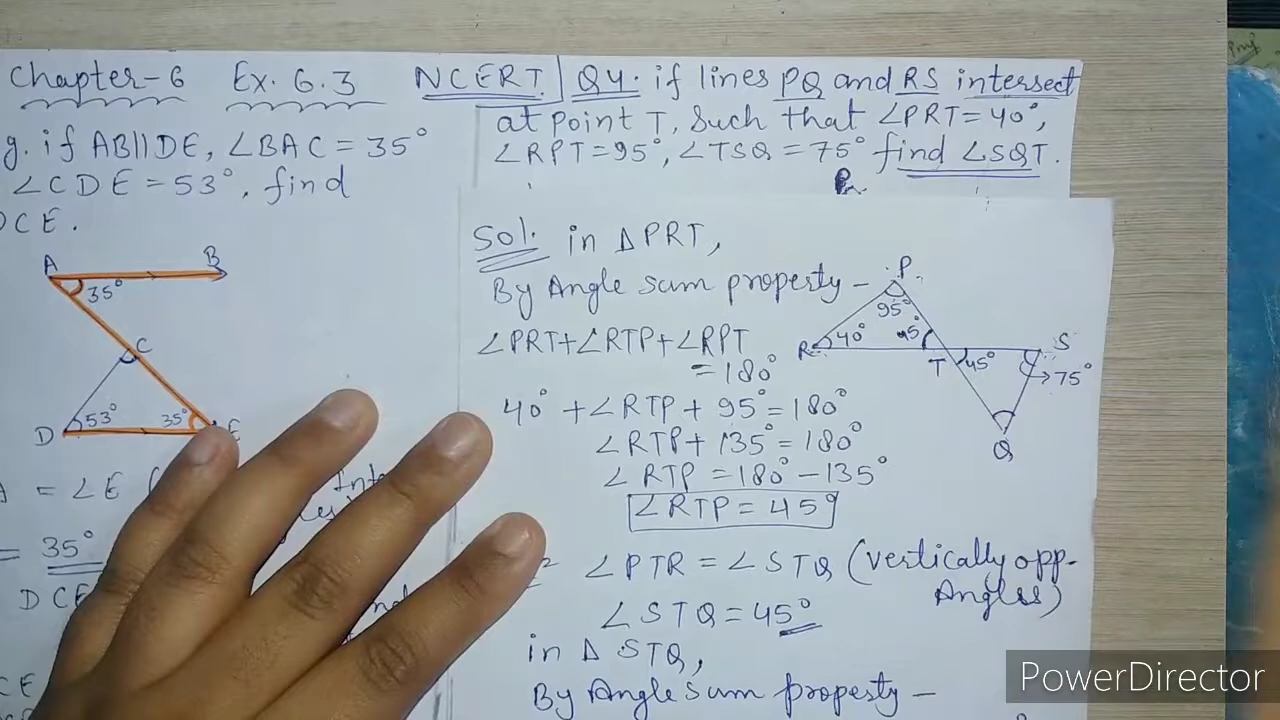 Chapter-6 Ex. 6.3 NCERT
g. if AB||DE, ∠BAC = 35°
∠CDE = 53°, find
DCE.
A
B
35°
C
D
53°
35°
E
= ∠E (
Inte
= 35°
DCE
Q4. if lines PQ and RS intersect
at point T, Such that ∠PRT=40°,
∠RPT=95°, ∠TSQ=75° find ∠SQT.
Sol. in ΔPRT,
By Angle sum property -
∠PRT+∠RTP+∠RPT
=180°
40° + ∠RTP + 95° = 180°
∠RTP + 135° = 180°
∠RTP = 180° - 135°
∠RTP = 45°
∠PTR = ∠STQ (vertically opp.
Angles)
∠STQ = 45°
in Δ STQ,
By Angle sum property -
P
95°
R
40°
45°
T
45°
S
75°
Q
PowerDirector